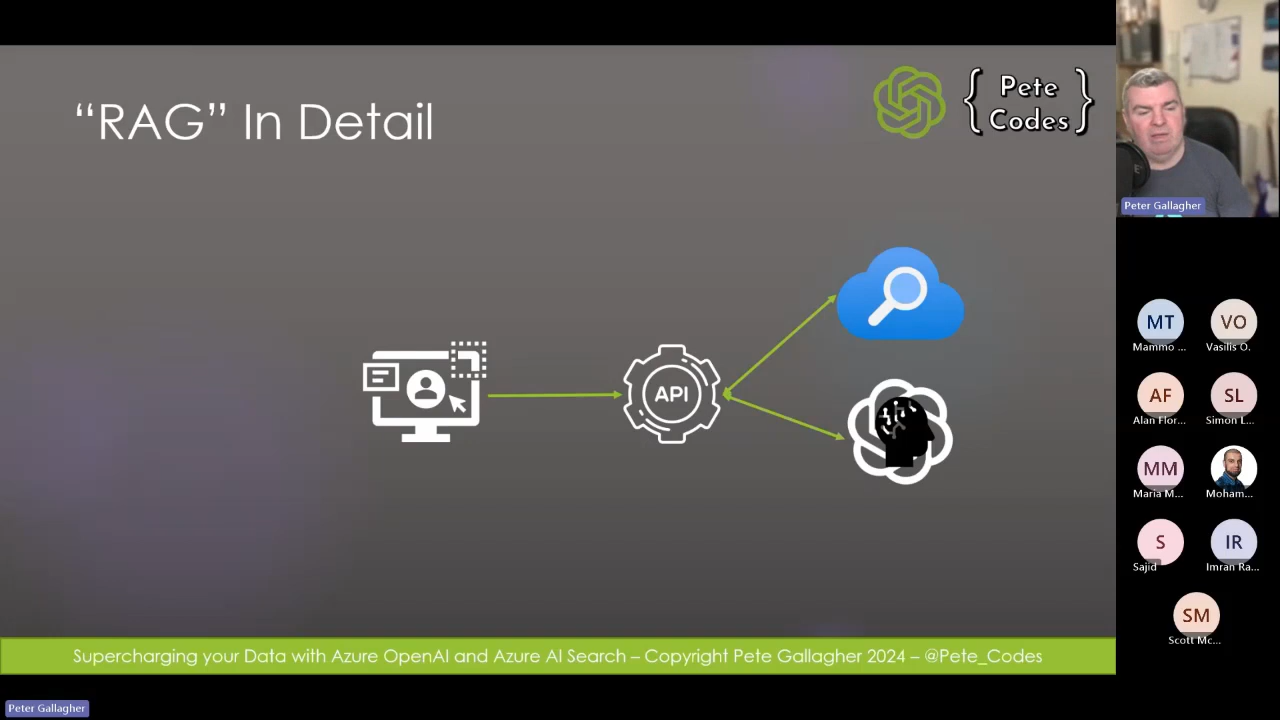 “RAG” In Detail
{ Pete Codes }
API
Supercharging your Data with Azure OpenAI and Azure AI Search – Copyright Pete Gallagher 2024 – @Pete_Codes
Peter Gallagher
MT
VO
Mammo ...
Vasilis O.
AF
SL
Alan Flor...
Simon L...
MM
Maria M...
Moham...
S
IR
Sajid
Imran Ra...
SM
Scott Mc...
Peter Gallagher